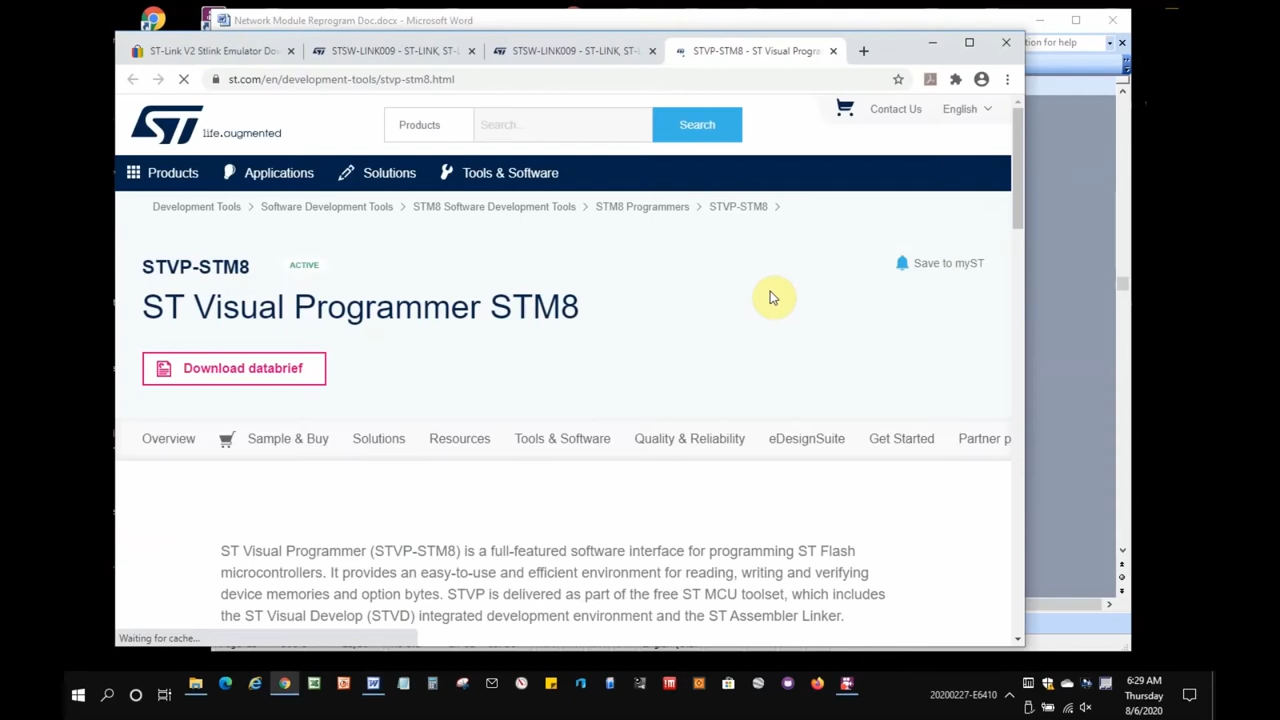 Network Module Reprogram Doc.docx - Microsoft Word
tion for help
ST-Link V2 Stlink Emulator Do
STSW-LINK009 - ST-LINK, ST-L
STSW-LINK009 - ST-LINK, ST-
STVP-STM8 - ST Visual Progra
st.com/en/development-tools/stvp-stm8.html
ST life.augmented
Products
Search...
Search
Contact Us
English
Products
Applications
Solutions
Tools & Software
Development Tools > Software Development Tools > STM8 Software Development Tools > STM8 Programmers > STVP-STM8 >
STVP-STM8
ACTIVE
Save to myST
ST Visual Programmer STM8
Download databrief
Overview
Sample & Buy
Solutions
Resources
Tools & Software
Quality & Reliability
eDesignSuite
Get Started
Partner p
ST Visual Programmer (STVP-STM8) is a full-featured software interface for programming ST Flash
microcontrollers. It provides an easy-to-use and efficient environment for reading, writing and verifying
device memories and option bytes. STVP is delivered as part of the free ST MCU toolset, which includes
the ST Visual Develop (STVD) integrated development environment and the ST Assembler Linker.
Waiting for cache...
20200227-E6410
6:29 AM
Thursday
8/6/2020